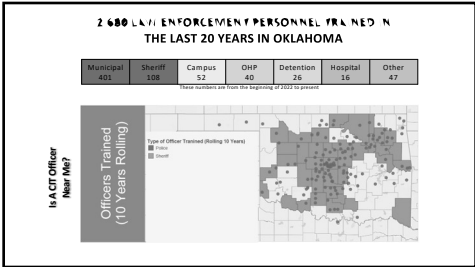 2 680 LAW ENFORCEMENT PERSONNEL TRAINED IN
THE LAST 20 YEARS IN OKLAHOMA
Municipal Sheriff Campus OHP Detention Hospital Other
401 108 52 40 26 16 47
These numbers are from the beginning of 2022 to present
Is A CIT Officer
Near Me?
Officers Trained
(10 Years Rolling)
Type of Officer Tranined (Rolling 10 Years)
Police
Sheriff